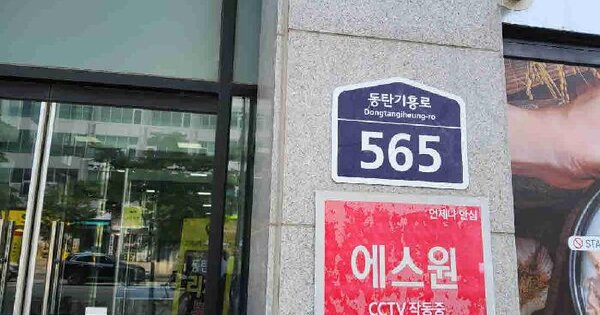 동탄기흥로
Dongtangiheung-ro
565
언제나 안심
에스원
CCTV 작동중
STA